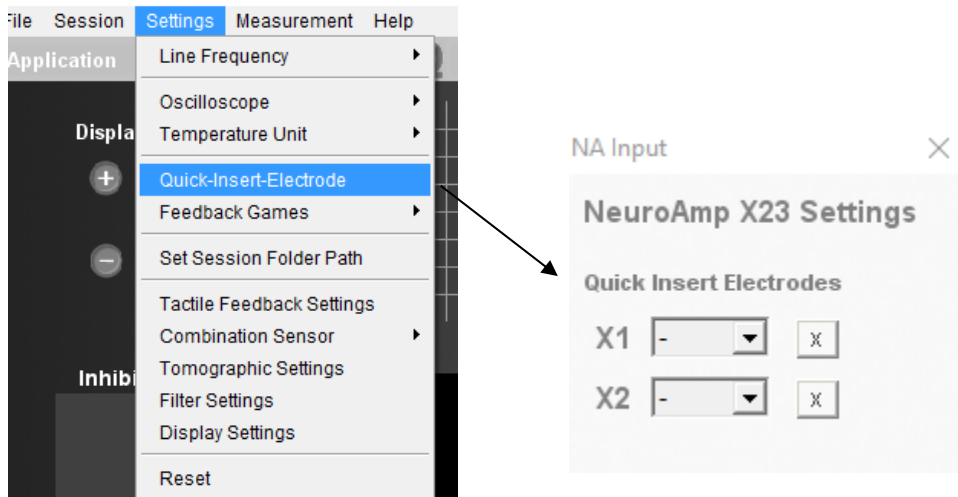 File Session Settings Measurement Help
Application
Line Frequency
Oscilloscope
Displa
Temperature Unit
Quick-Insert-Electrode
Feedback Games
Set Session Folder Path
Tactile Feedback Settings
Combination Sensor
Inhibi
Tomographic Settings
Filter Settings
Display Settings
Reset
NA Input
NeuroAmp X23 Settings
Quick Insert Electrodes
X1 - X
X2 - X